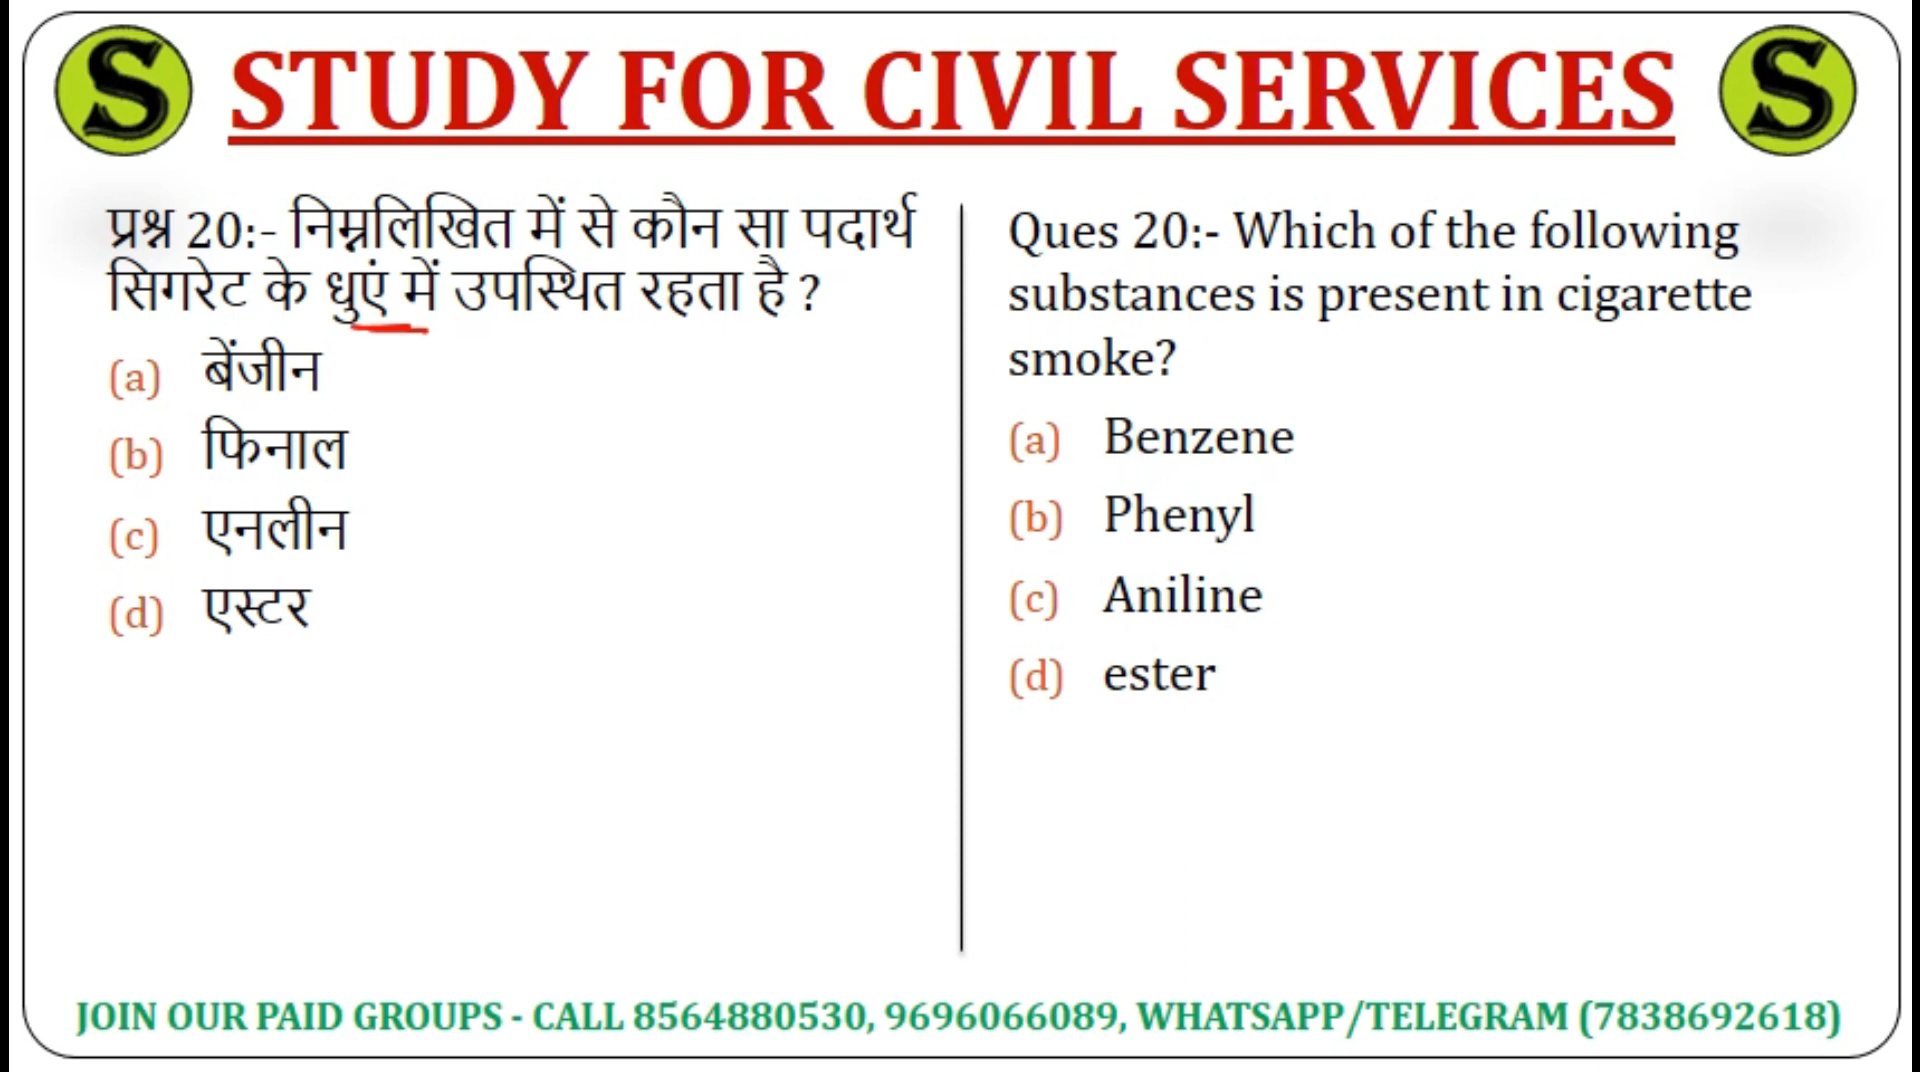 S STUDY FOR CIVIL SERVICES S
प्रश्न 20:- निम्नलिखित में से कौन सा पदार्थ
सिगरेट के धुएं में उपस्थित रहता है ?
(a) बेंजीन
(b) फिनाल
(c) एनलीन
(d) एस्टर
Ques 20:- Which of the following
substances is present in cigarette
smoke?
(a) Benzene
(b) Phenyl
(c) Aniline
(d) ester
JOIN OUR PAID GROUPS - CALL 8564880530, 9696066089, WHATSAPP/TELEGRAM (7838692618)